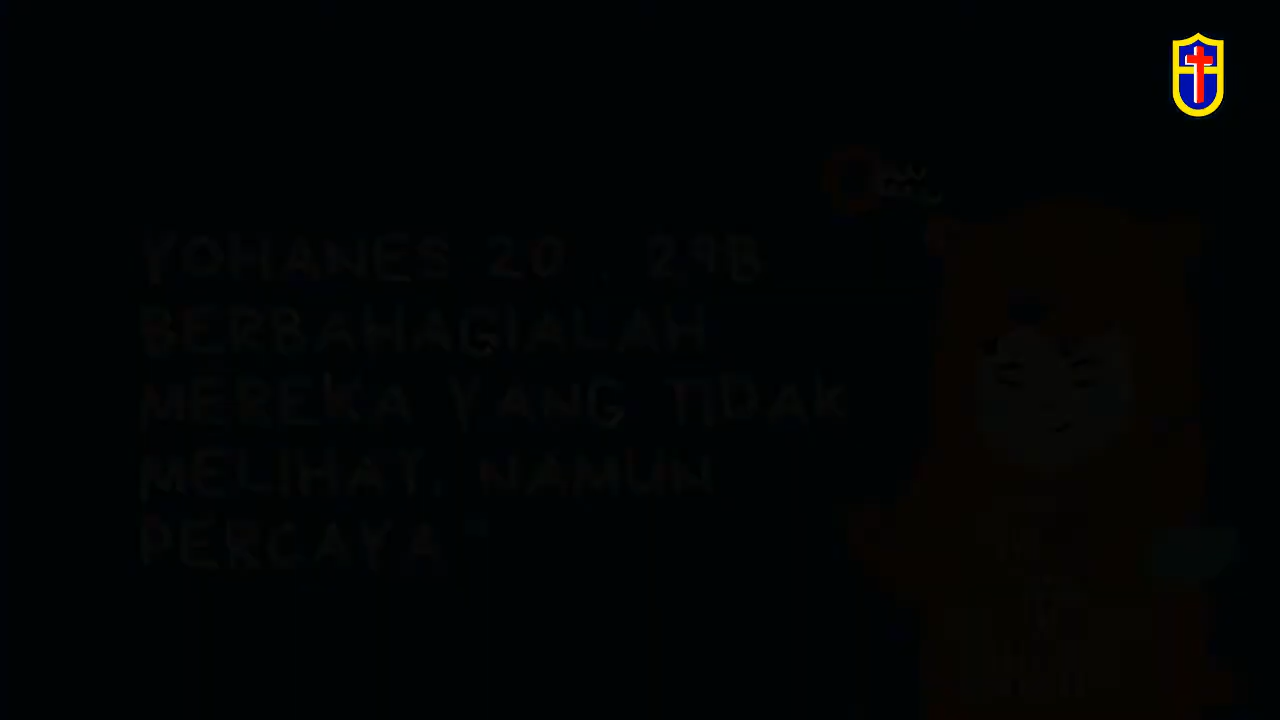 YOHANES 20 : 29B
BERBAHAGIALAH
MEREKA YANG TIDAK
MELIHAT, NAMUN
PERCAYA"